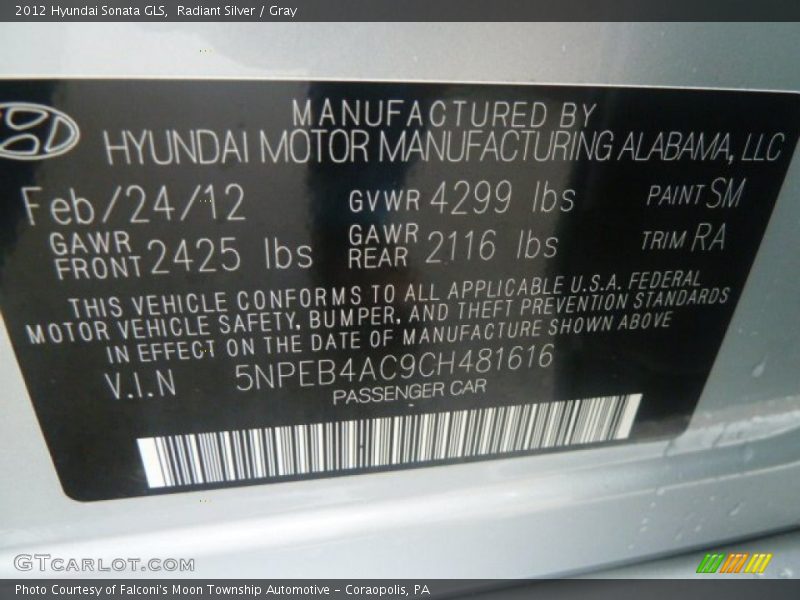 2012 Hyundai Sonata GLS, Radiant Silver / Gray
MANUFACTURED BY
HYUNDAI MOTOR MANUFACTURING ALABAMA, LLC
Feb/24/12 GVWR 4299 lbs PAINT SM
GAWR FRONT 2425 lbs GAWR REAR 2116 lbs TRIM RA
THIS VEHICLE CONFORMS TO ALL APPLICABLE U.S.A. FEDERAL
MOTOR VEHICLE SAFETY, BUMPER, AND THEFT PREVENTION STANDARDS
IN EFFECT ON THE DATE OF MANUFACTURE SHOWN ABOVE
V.I.N 5NPEB4AC9CH481616
PASSENGER CAR
GTCARLOT.COM
Photo Courtesy of Falconi's Moon Township Automotive - Coraopolis, PA